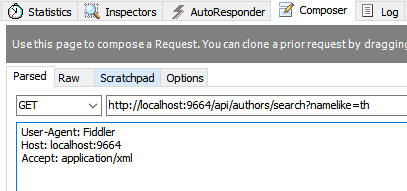 Statistics Inspectors AutoResponder Composer Log
Use this page to compose a Request. You can clone a prior request by dragging
Parsed Raw Scratchpad Options
GET http://localhost:9664/api/authors/search?namelike=th
User-Agent: Fiddler
Host: localhost:9664
Accept: application/xml